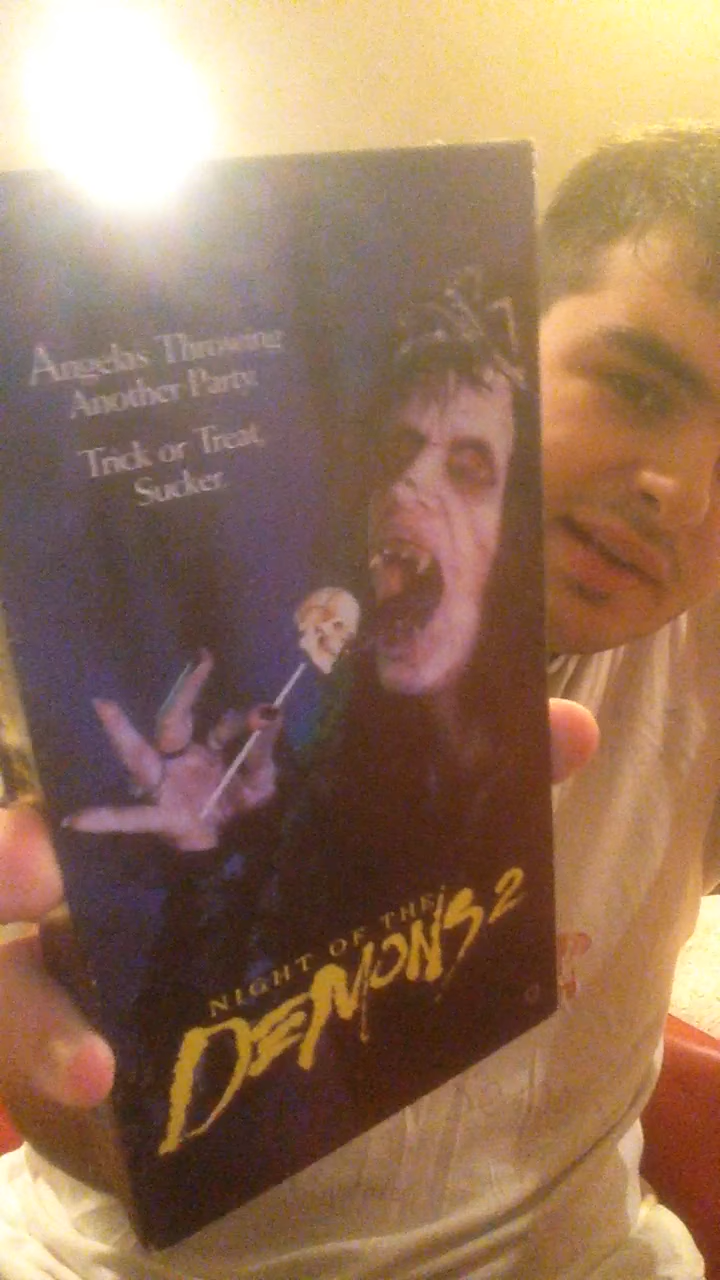 Angela's Throwing
Another Party.
Trick or Treat,
Sucker.
NIGHT OF THE
DEMONS 2